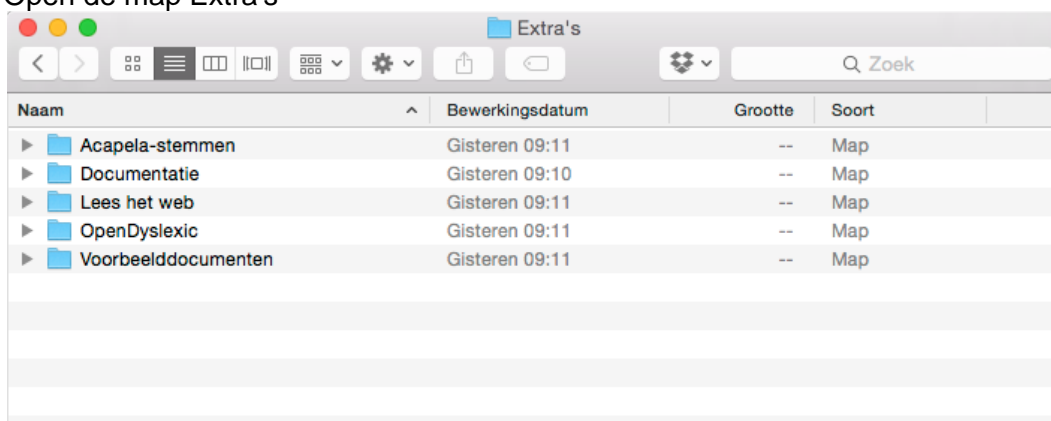 Open de map Extra's
Extra's
Zoek
Naam Bewerkingsdatum Grootte Soort
Acapela-stemmen Gisteren 09:11 -- Map
Documentatie Gisteren 09:10 -- Map
Lees het web Gisteren 09:11 -- Map
OpenDyslexic Gisteren 09:11 -- Map
Voorbeelddocumenten Gisteren 09:11 -- Map